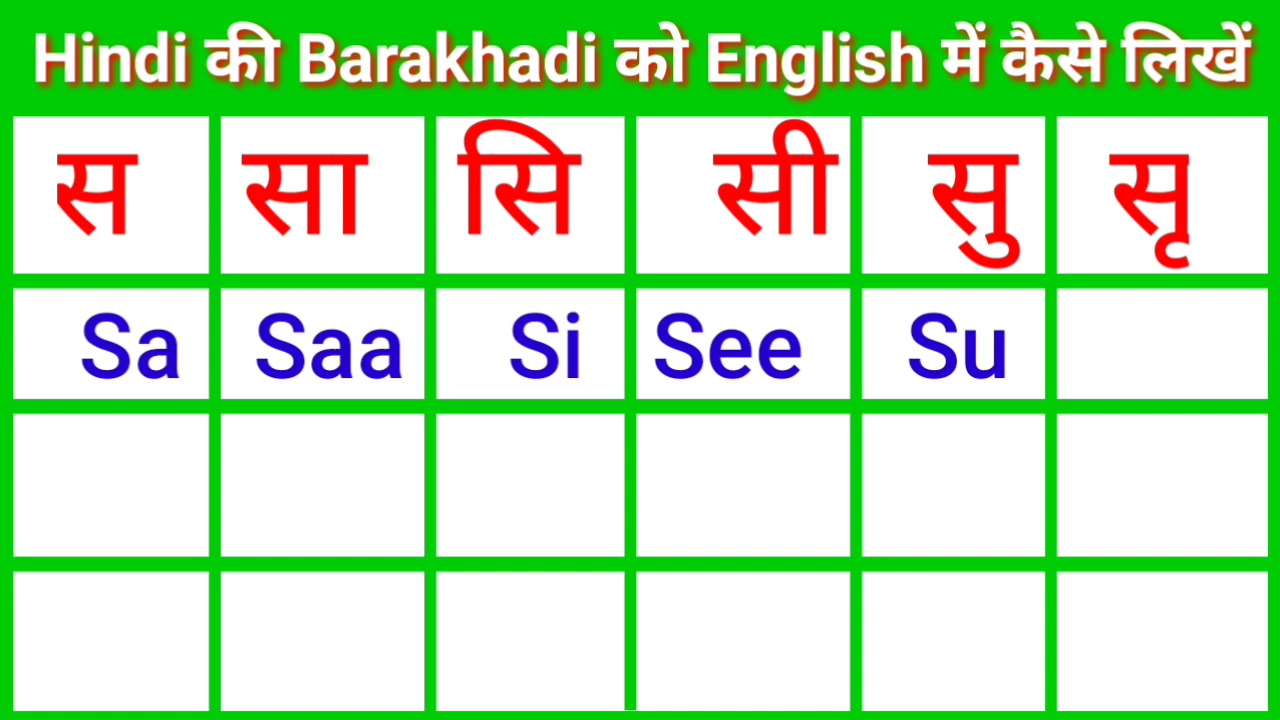 Hindi की Barakhadi को English में कैसे लिखें
स सा सि सी सु सृ
Sa Saa Si See Su